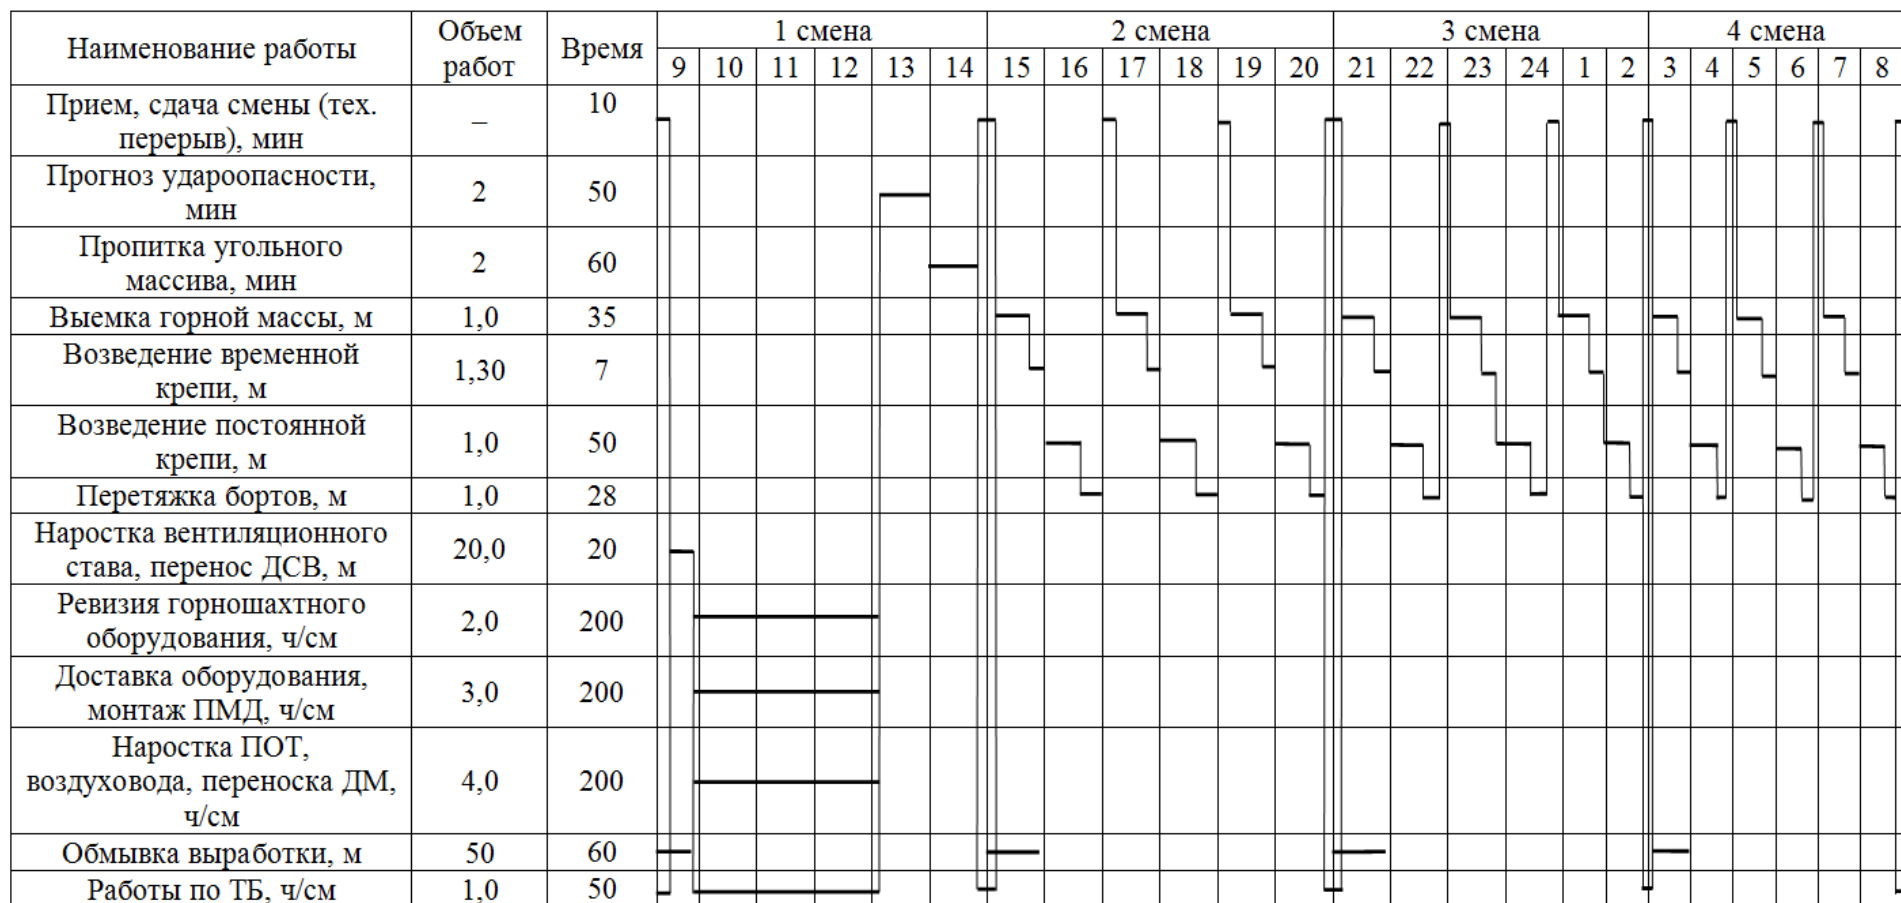 Наименование работы
Объем
работ
Время
1 смена
2 смена
3 смена
4 смена
9 10 11 12 13 14 15 16 17 18 19 20 21 22 23 24 1 2 3 4 5 6 7 8
Прием, сдача смены (тех.
перерыв), мин
–
10
Прогноз удароопасности,
мин
2
50
Пропитка угольного
массива, мин
2
60
Выемка горной массы, м
1,0
35
Возведение временной
крепи, м
1,30
7
Возведение постоянной
крепи, м
1,0
50
Перетяжка бортов, м
1,0
28
Наростка вентиляционного
става, перенос ДСВ, м
20,0
20
Ревизия горношахтного
оборудования, ч/см
2,0
200
Доставка оборудования,
монтаж ПМД, ч/см
3,0
200
Наростка ПОТ,
воздуховода, переноска ДМ,
ч/см
4,0
200
Обмывка выработки, м
50
60
Работы по ТБ, ч/см
1,0
50